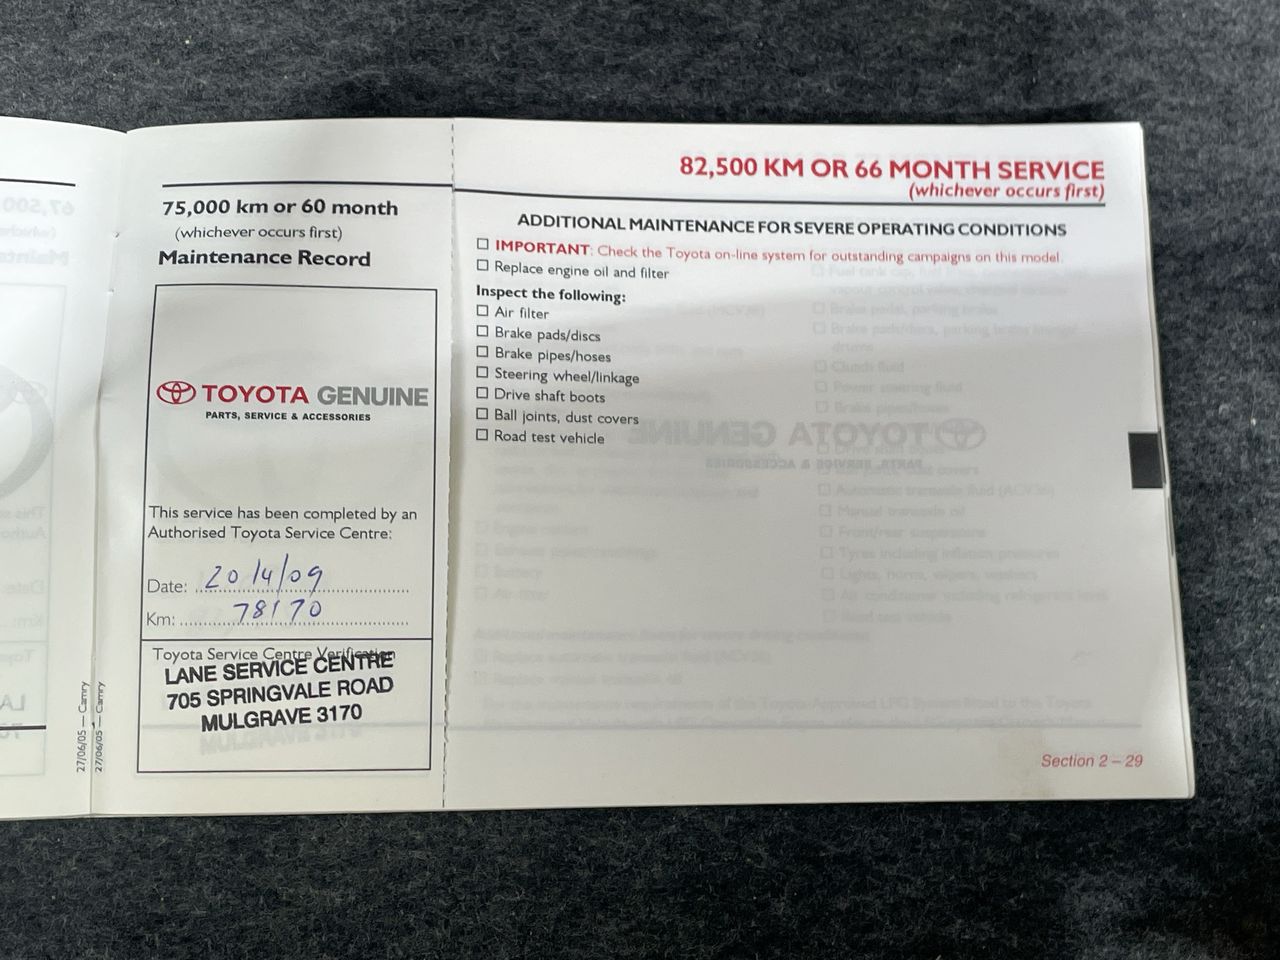 75,000 km or 60 month
(whichever occurs first)
Maintenance Record
TOYOTA GENUINE
PARTS, SERVICE & ACCESSORIES
This service has been completed by an
Authorised Toyota Service Centre:
Date: 20/4/09
Km: 78170
Toyota Service Centre Verification
LANE SERVICE CENTRE
705 SPRINGVALE ROAD
MULGRAVE 3170
27/06/05 — Camry
27/06/05 — Camry
82,500 KM OR 66 MONTH SERVICE
(whichever occurs first)
ADDITIONAL MAINTENANCE FOR SEVERE OPERATING CONDITIONS
☐ IMPORTANT: Check the Toyota on-line system for outstanding campaigns on this model.
☐ Replace engine oil and filter
Inspect the following:
☐ Air filter
☐ Brake pads/discs
☐ Brake pipes/hoses
☐ Steering wheel/linkage
☐ Drive shaft boots
☐ Ball joints, dust covers
☐ Road test vehicle
Section 2 – 29